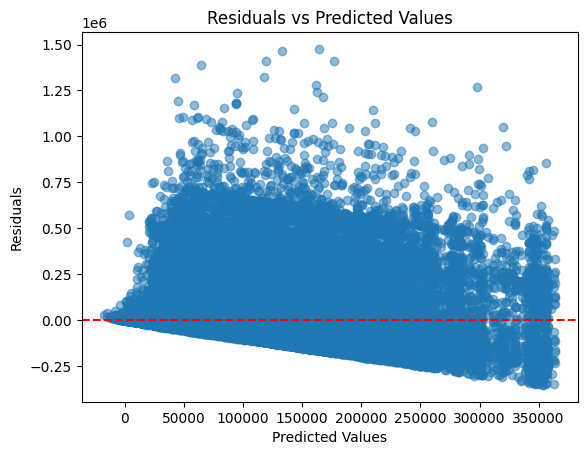 Residuals vs Predicted Values
1e6
1.50
1.25
1.00
0.75
0.50
0.25
0.00
−0.25
Residuals
0 50000 100000 150000 200000 250000 300000 350000
Predicted Values